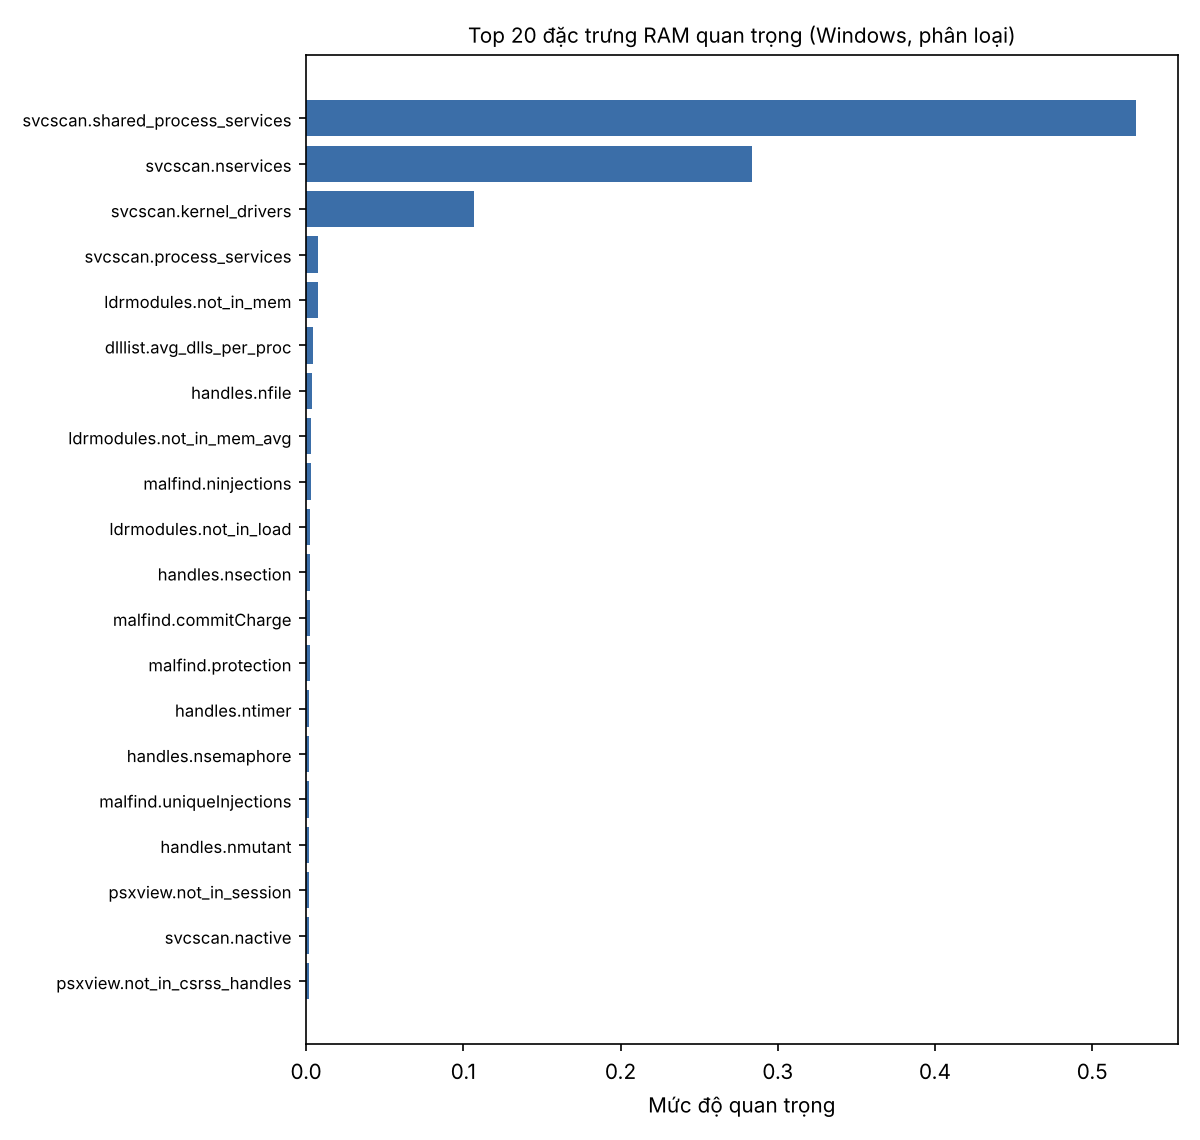 Top 20 đặc trưng RAM quan trọng (Windows, phân loại)
svcscan.shared_process_services
svcscan.nservices
svcscan.kernel_drivers
svcscan.process_services
ldrmodules.not_in_mem
dlllist.avg_dlls_per_proc
handles.nfile
ldrmodules.not_in_mem_avg
malfind.ninjections
ldrmodules.not_in_load
handles.nsection
malfind.commitCharge
malfind.protection
handles.ntimer
handles.nsemaphore
malfind.uniqueInjections
handles.nmutant
psxview.not_in_session
svcscan.nactive
psxview.not_in_csrss_handles
0.0 0.1 0.2 0.3 0.4 0.5
Mức độ quan trọng